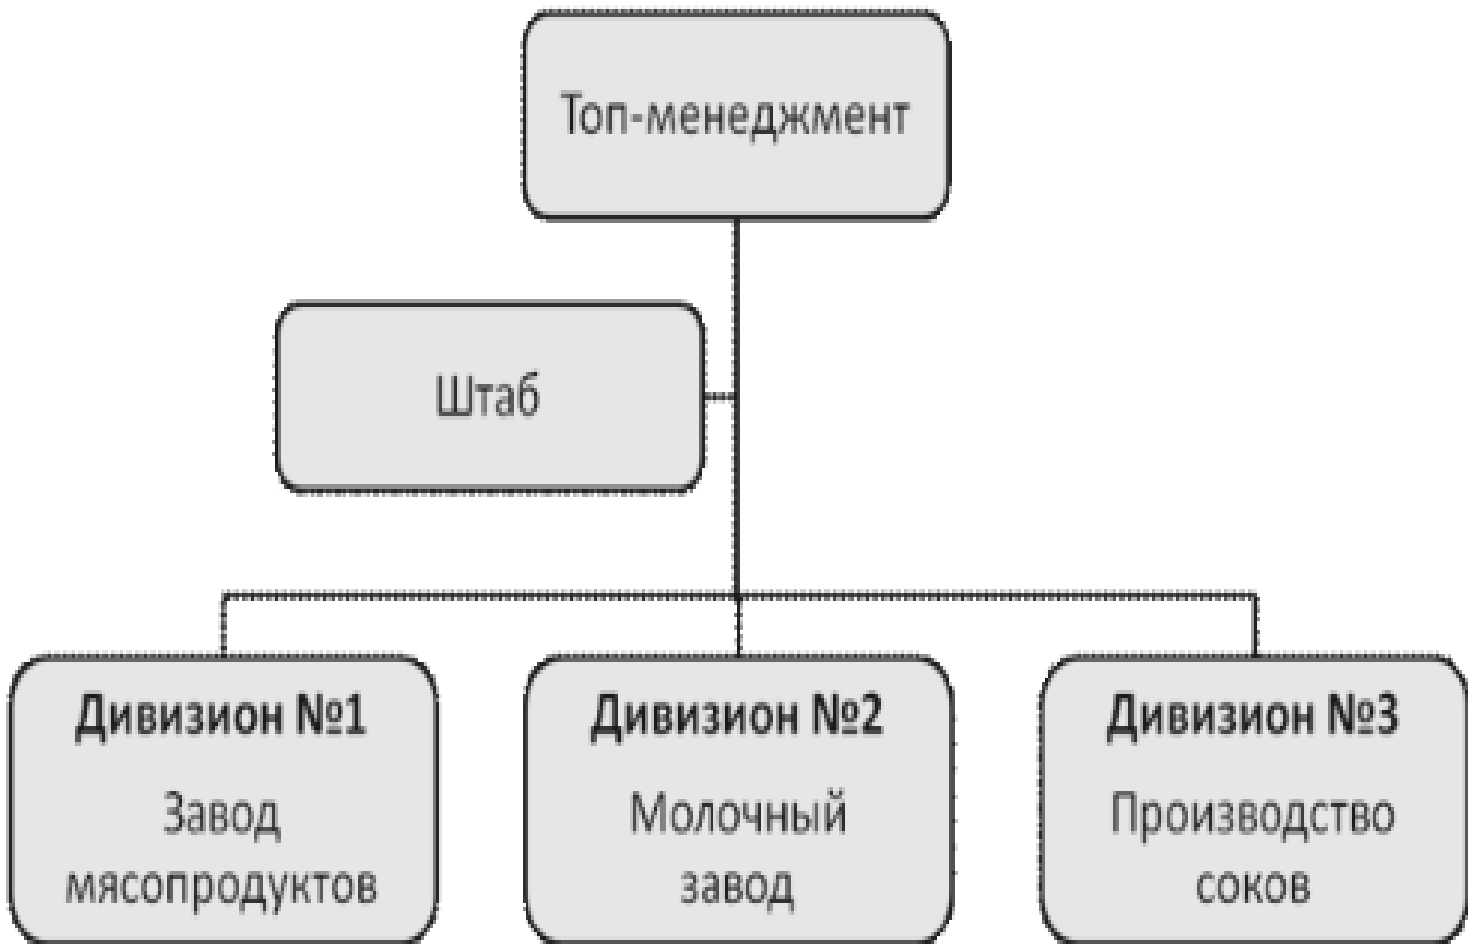 Топ-менеджмент
Штаб
Дивизион №1
Завод
мясопродуктов
Дивизион №2
Молочный
завод
Дивизион №3
Производство
соков